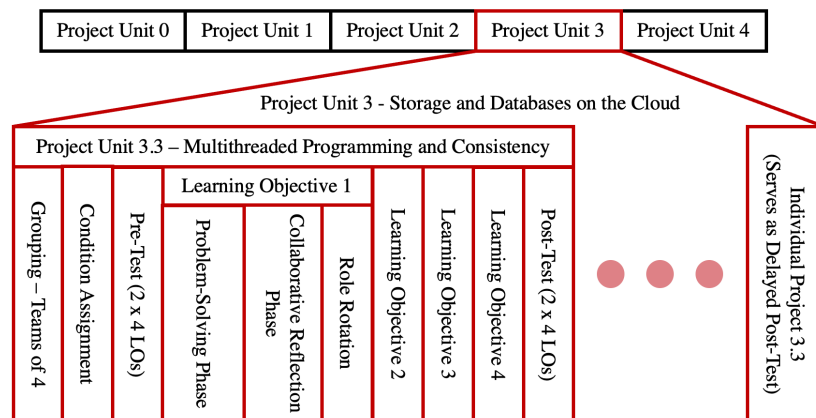 Project Unit 0
Project Unit 1
Project Unit 2
Project Unit 3
Project Unit 4
Project Unit 3 - Storage and Databases on the Cloud
Project Unit 3.3 – Multithreaded Programming and Consistency
Grouping – Teams of 4
Condition Assignment
Pre-Test (2 x 4 LOs)
Learning Objective 1
Problem-Solving Phase
Collaborative Reflection
Phase
Role Rotation
Learning Objective 2
Learning Objective 3
Learning Objective 4
Post-Test (2 x 4 LOs)
Individual Project 3.3
(Serves as Delayed Post-Test)